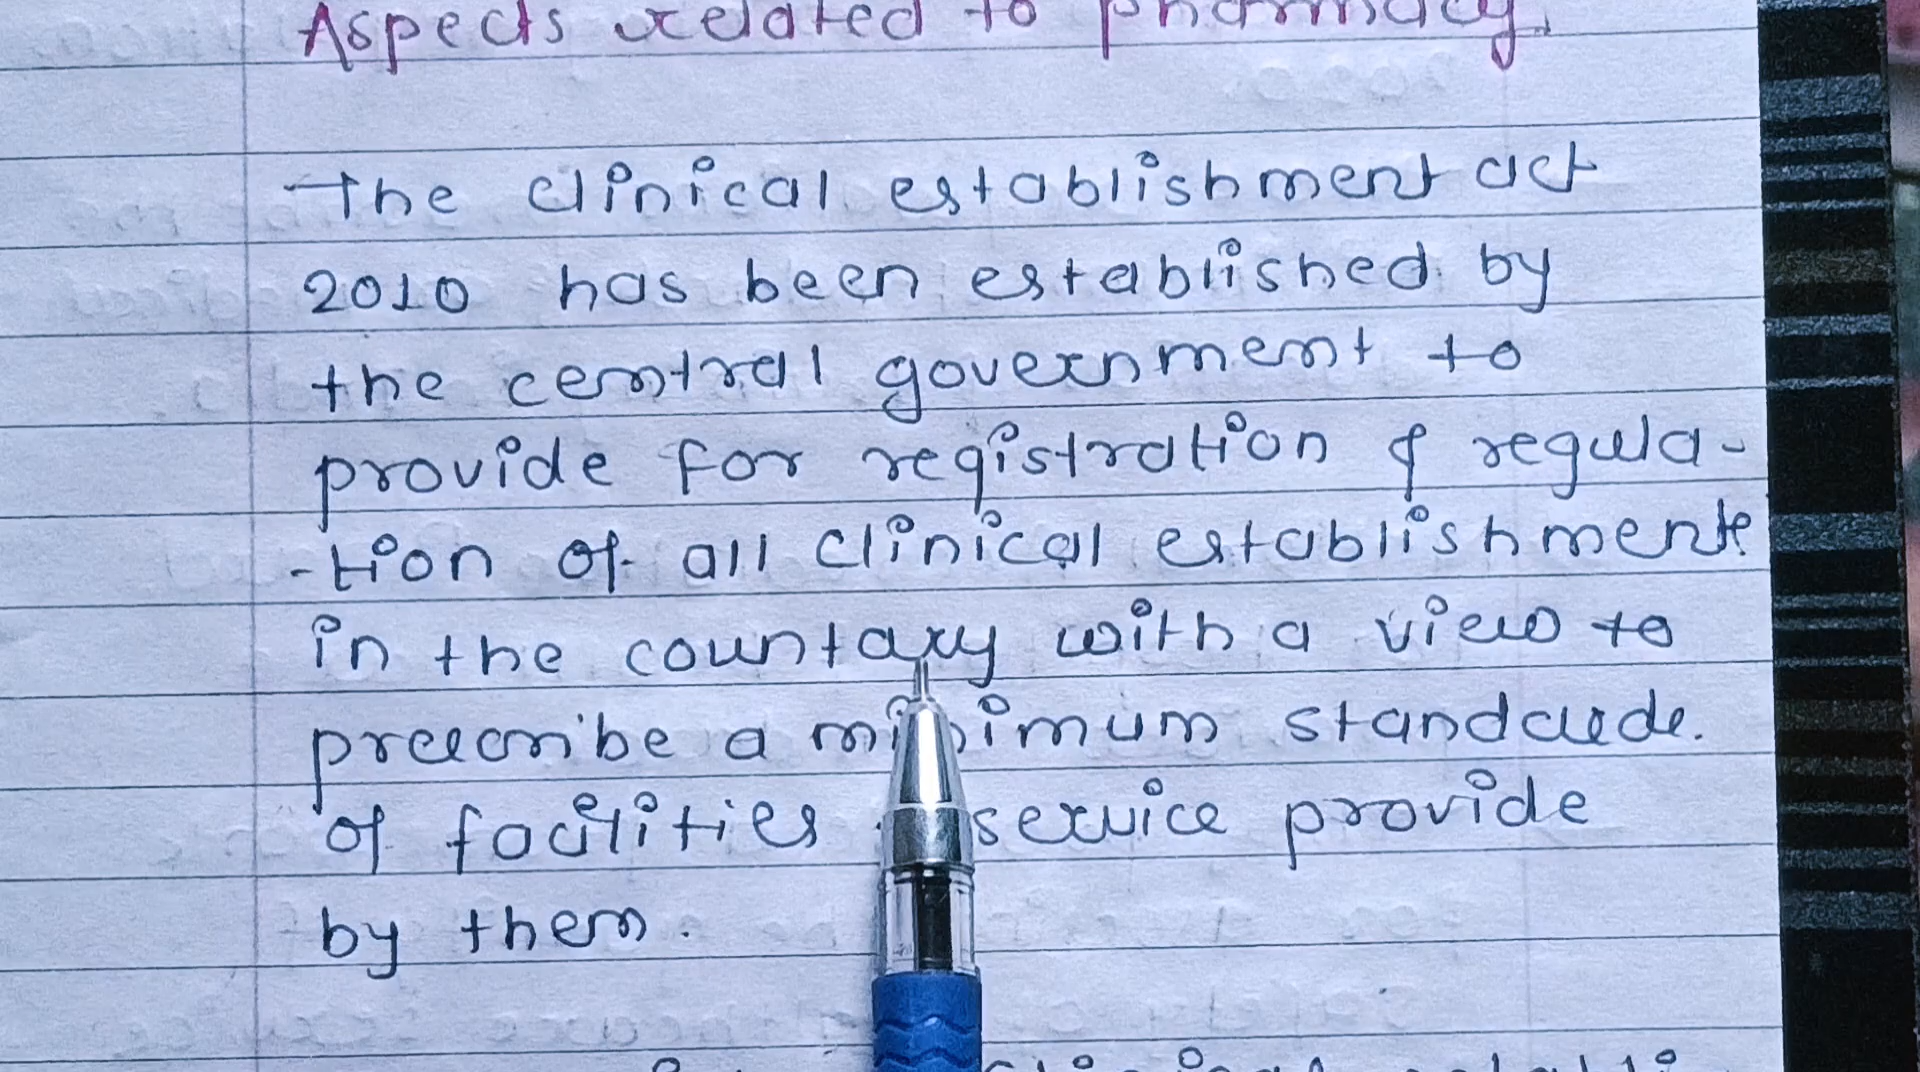 Aspects related to pharmacy.
The clinical establishment act
2010 has been established by
the central government to
provide for registration & regula-
-tion of all clinical establishments
in the countary with a view to
prescribe a minimum standards.
of facilities service provide
by them.